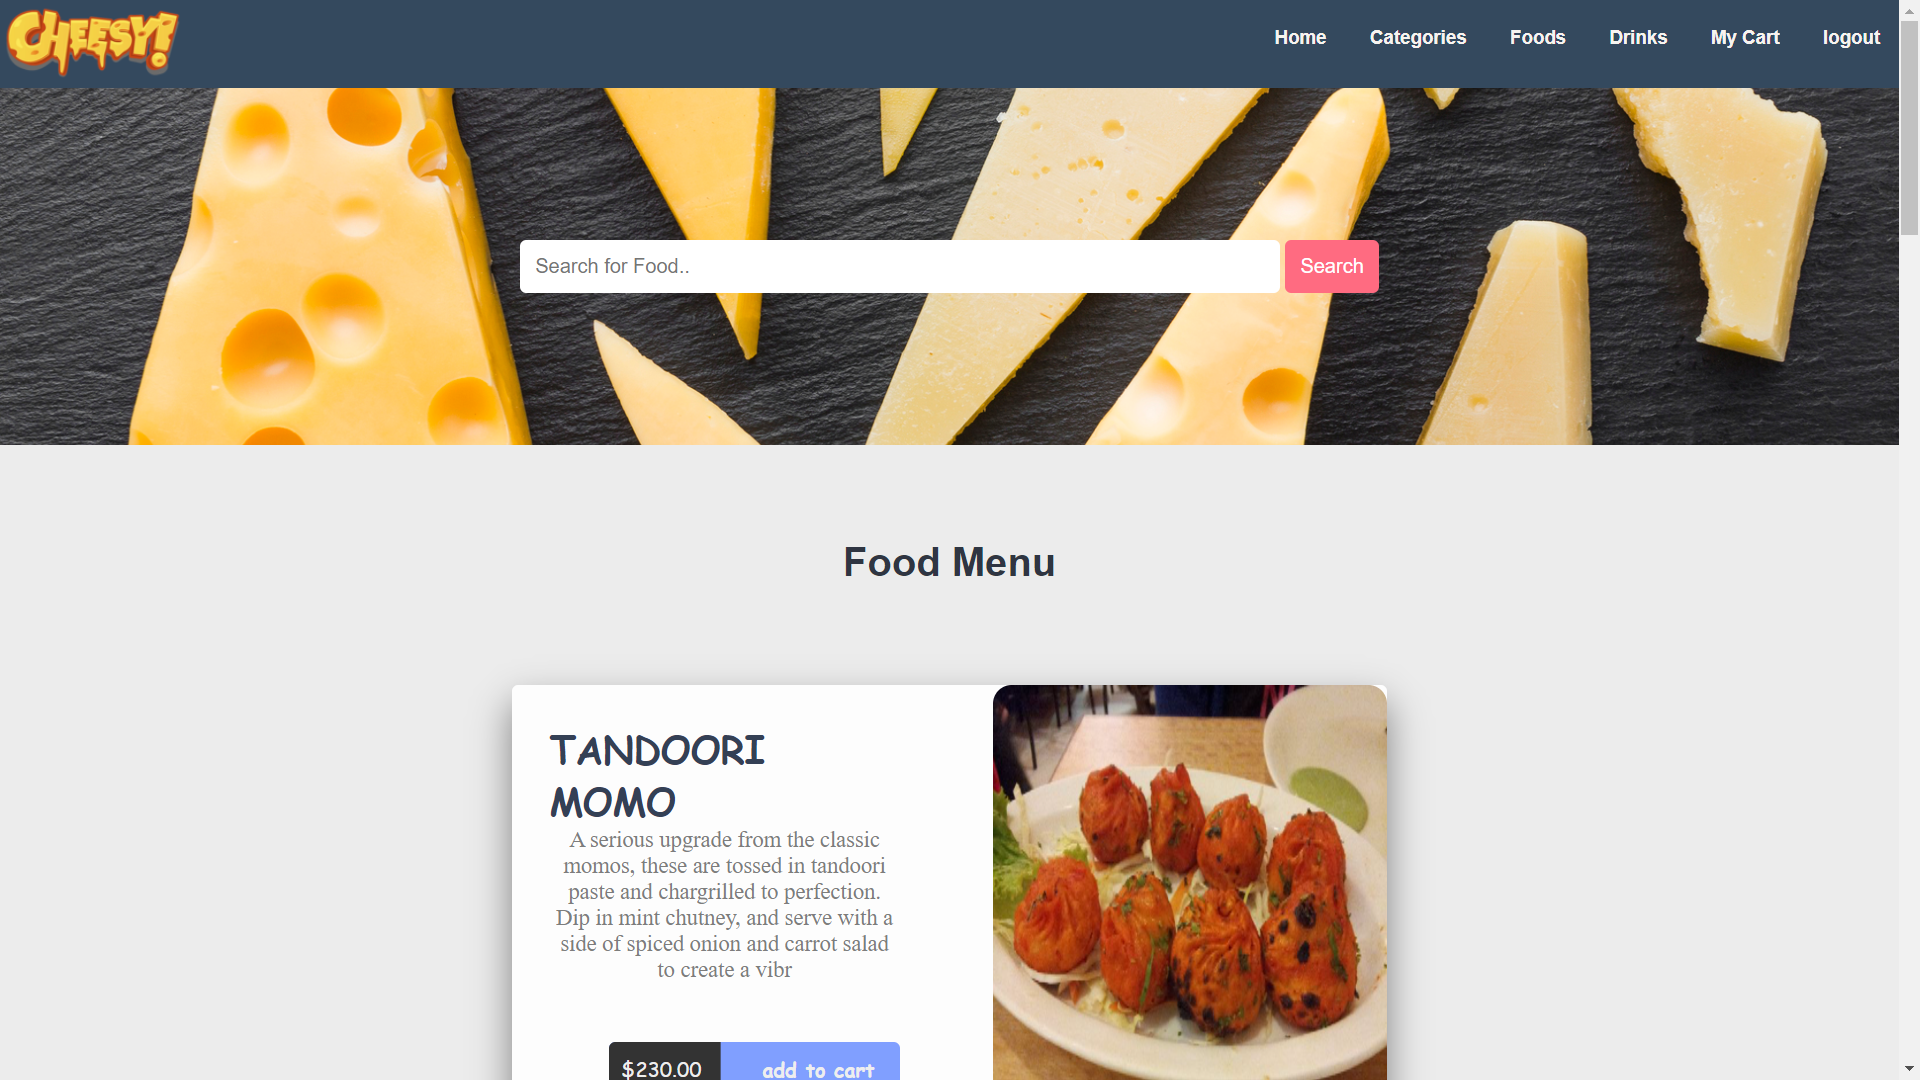 CHEESY!
Home Categories Foods Drinks My Cart logout
Search for Food.. Search
Food Menu
TANDOORI
MOMO
A serious upgrade from the classic
momos, these are tossed in tandoori
paste and chargrilled to perfection.
Dip in mint chutney, and serve with a
side of spiced onion and carrot salad
to create a vibr
$230.00 add to cart